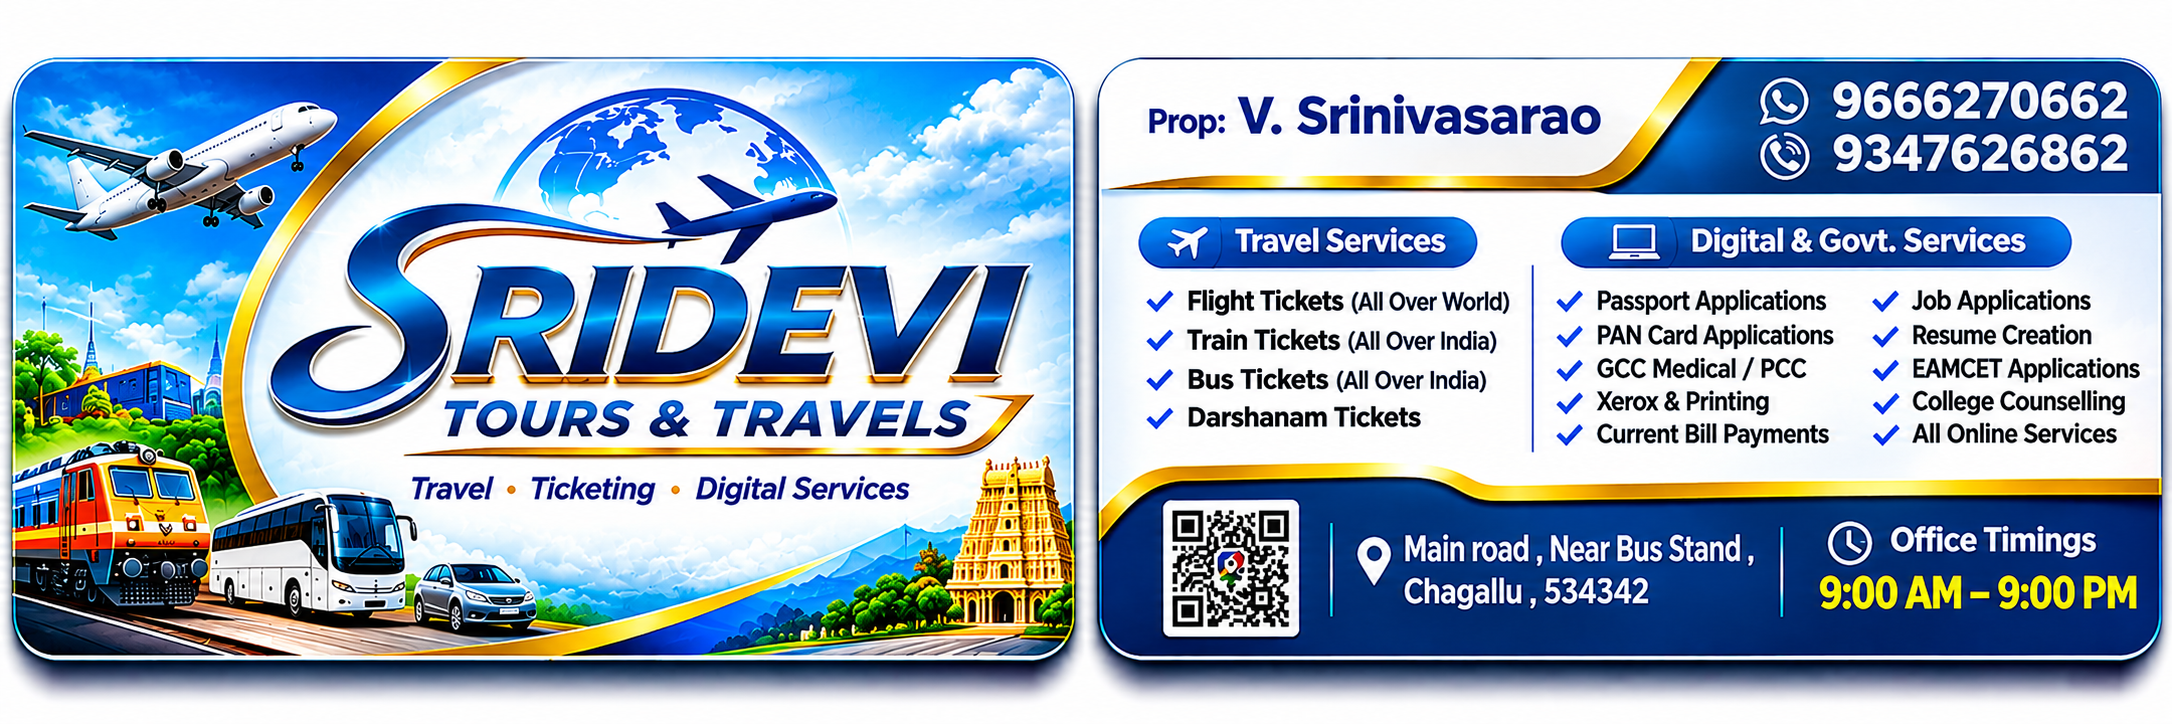 SRIDEVI
TOURS & TRAVELS
Travel • Ticketing • Digital Services
Prop: V. Srinivasarao
9666270662
9347626862
Travel Services
Flight Tickets (All Over World)
Train Tickets (All Over India)
Bus Tickets (All Over India)
Darshanam Tickets
Digital & Govt. Services
Passport Applications
PAN Card Applications
GCC Medical / PCC
Xerox & Printing
Current Bill Payments
Job Applications
Resume Creation
EAMCET Applications
College Counselling
All Online Services
Main road , Near Bus Stand ,
Chagallu , 534342
Office Timings
9:00 AM – 9:00 PM